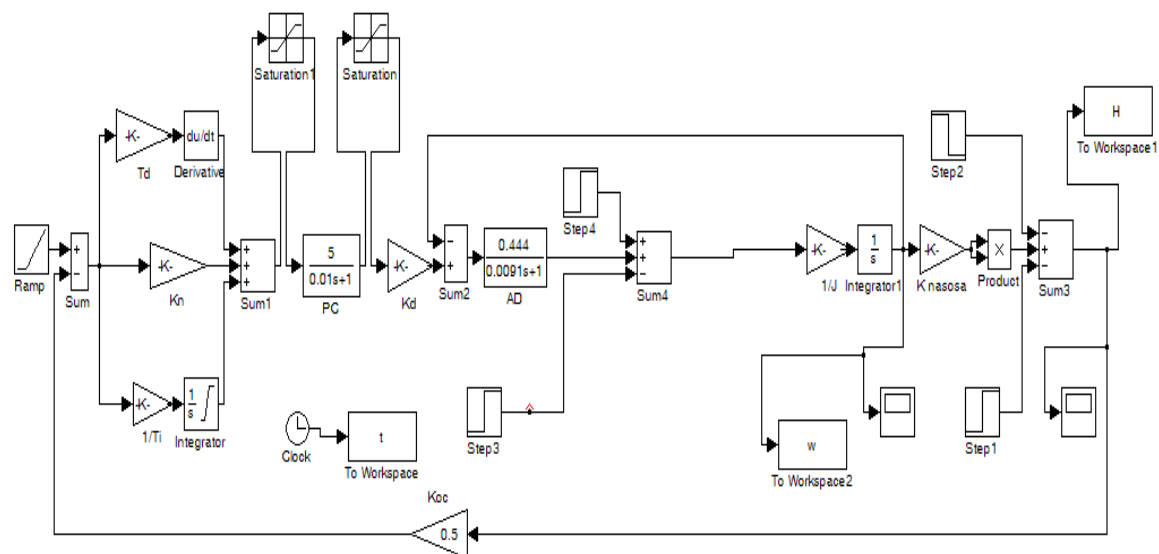 Saturation1
Saturation
H
To Workspace1
-K-
Td
du/dt
Derivative
Step2
Step4
Ramp
+
−
Sum
-K-
Kn
+
+
+
Sum1
5
0.01s+1
PC
-K-
Kd
−
+
Sum2
0.444
0.0091s+1
AD
+
+
−
Sum4
-K-
1/J
1
s
Integrator1
-K-
K nasosa
X
Product
−
+
−
Sum3
-K-
1/Ti
1
s
Integrator
Clock
t
To Workspace
Step3
w
To Workspace2
Step1
Koc
0.5